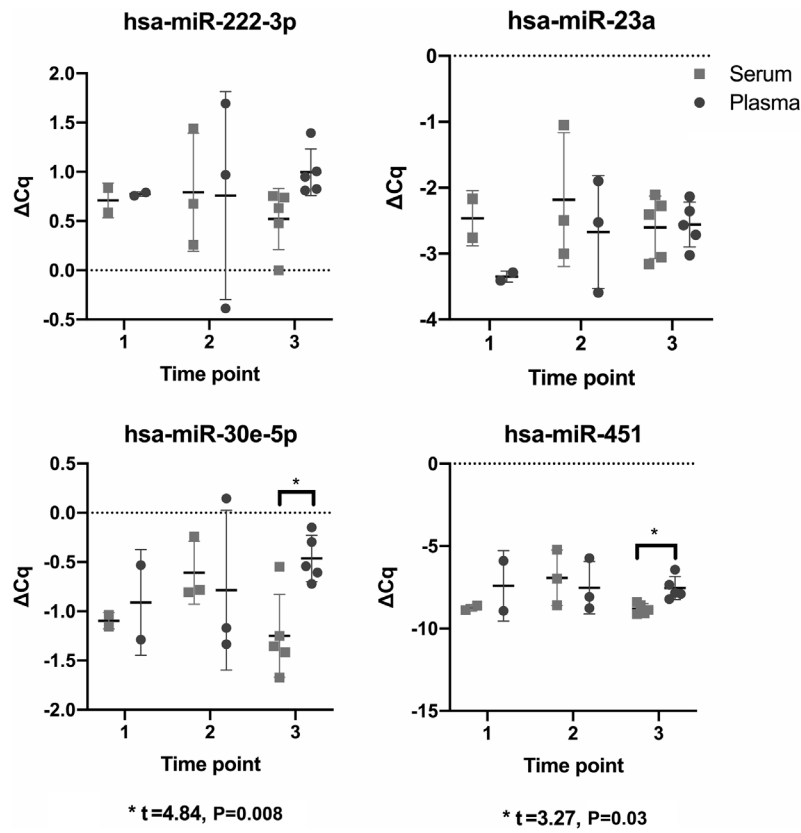 hsa-miR-222-3p
2.0
1.5
1.0
0.5
0.0
-0.5
ΔCq
1 2 3
Time point
hsa-miR-23a
0
-1
-2
-3
-4
ΔCq
1 2 3
Time point
Serum
Plasma
hsa-miR-30e-5p
0.5
0.0
-0.5
-1.0
-1.5
-2.0
ΔCq
*
1 2 3
Time point
* t=4.84, P=0.008
hsa-miR-451
0
-5
-10
-15
ΔCq
*
1 2 3
Time point
* t=3.27, P=0.03